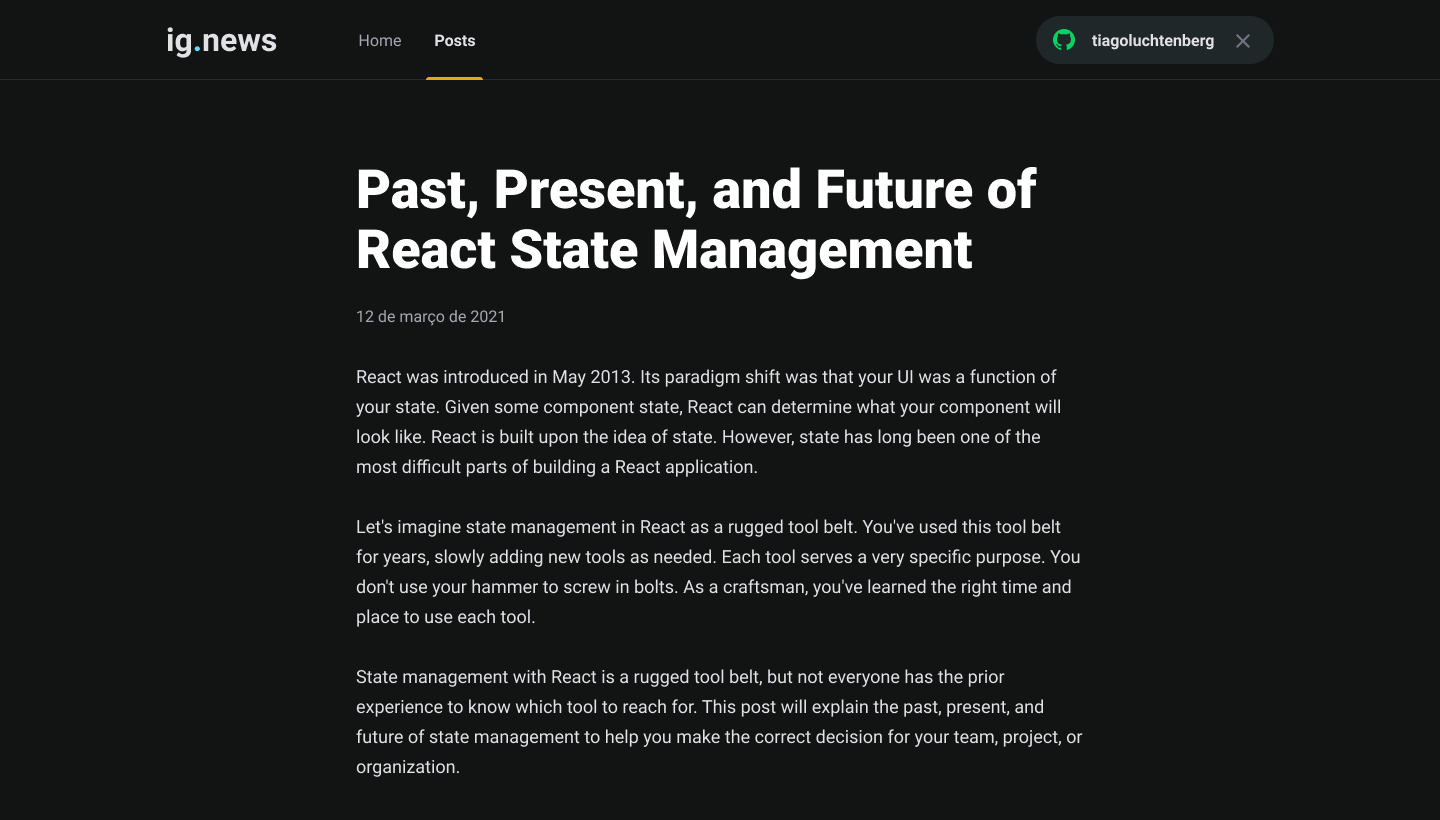 ig.news
Home
Posts
tiagoluchtenberg
Past, Present, and Future of
React State Management
12 de março de 2021
React was introduced in May 2013. Its paradigm shift was that your UI was a function of
your state. Given some component state, React can determine what your component will
look like. React is built upon the idea of state. However, state has long been one of the
most difficult parts of building a React application.
Let's imagine state management in React as a rugged tool belt. You've used this tool belt
for years, slowly adding new tools as needed. Each tool serves a very specific purpose. You
don't use your hammer to screw in bolts. As a craftsman, you've learned the right time and
place to use each tool.
State management with React is a rugged tool belt, but not everyone has the prior
experience to know which tool to reach for. This post will explain the past, present, and
future of state management to help you make the correct decision for your team, project, or
organization.